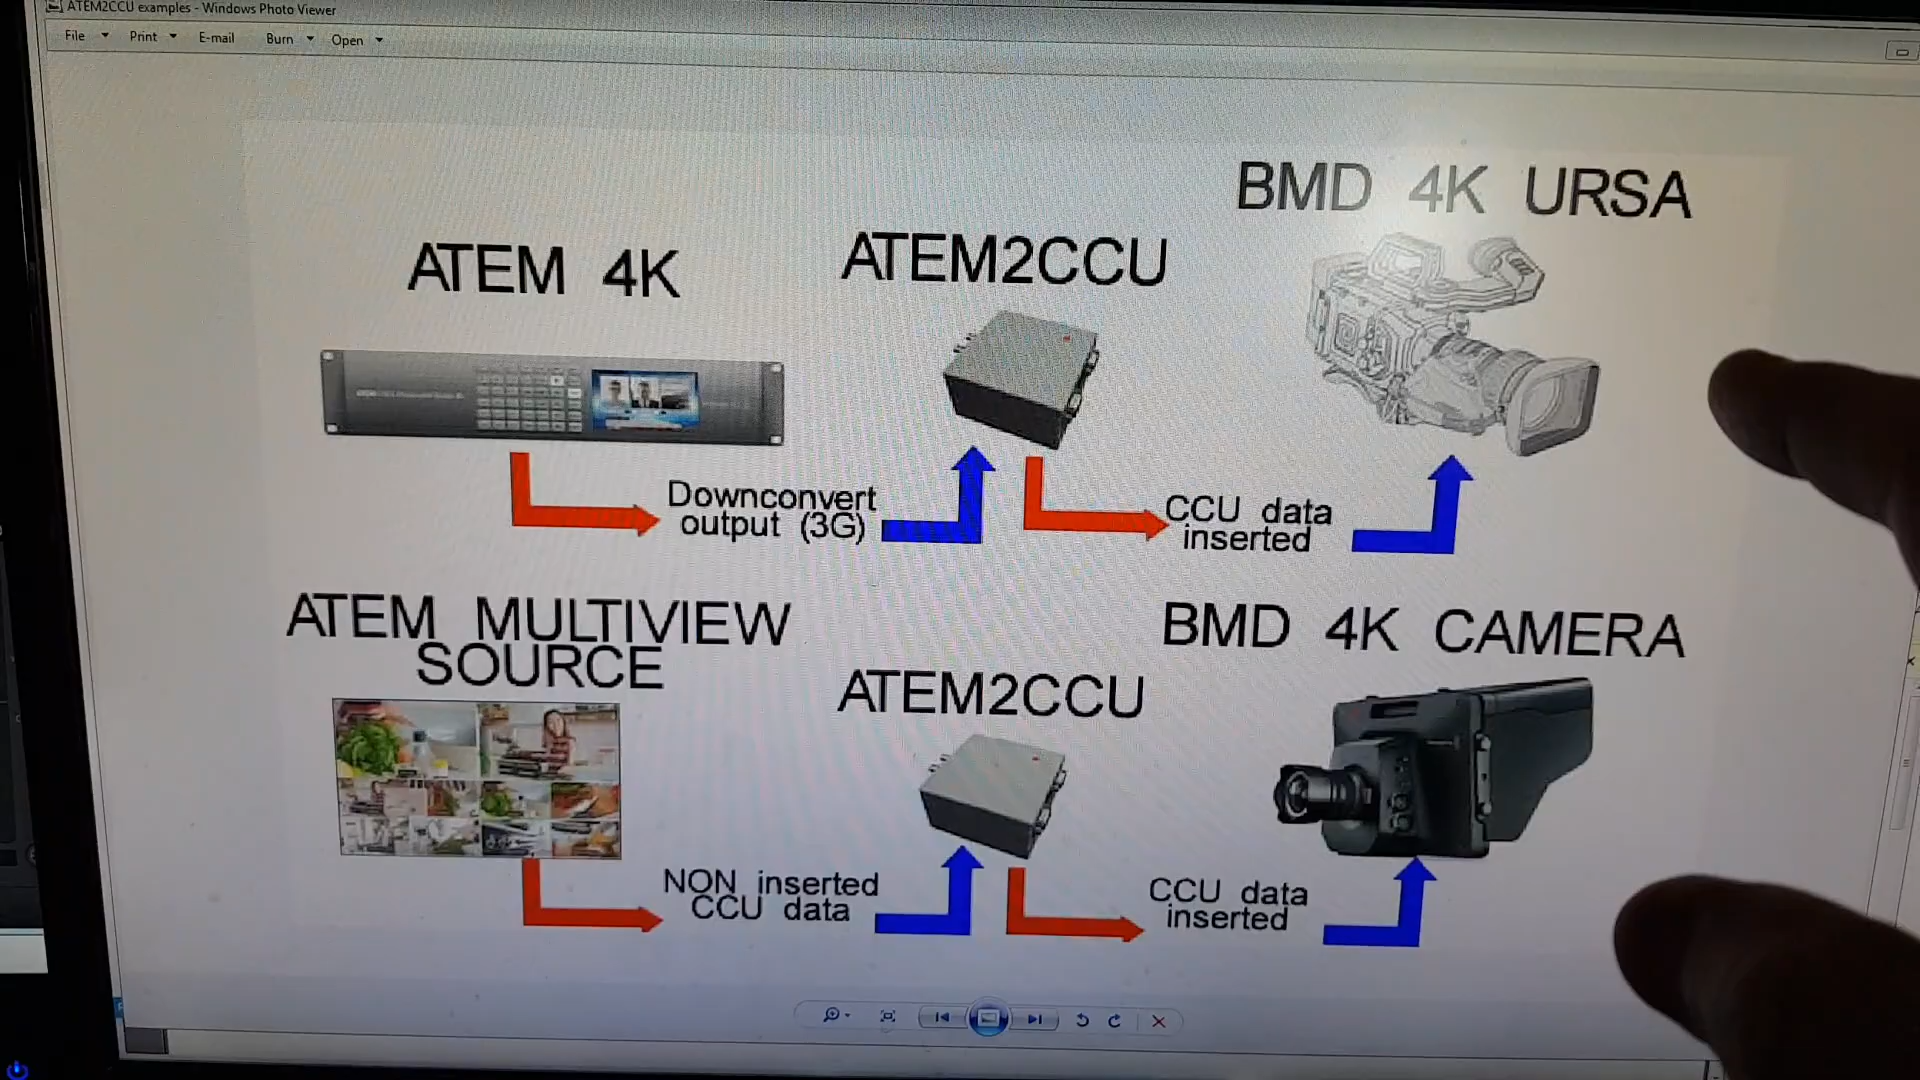 ATEM2CCU examples - Windows Photo Viewer
File Print E-mail Burn Open
BMD 4K URSA
ATEM 4K
ATEM2CCU
Downconvert
output (3G)
CCU data
inserted
ATEM MULTIVIEW
SOURCE
ATEM2CCU
BMD 4K CAMERA
NON inserted
CCU data
CCU data
inserted